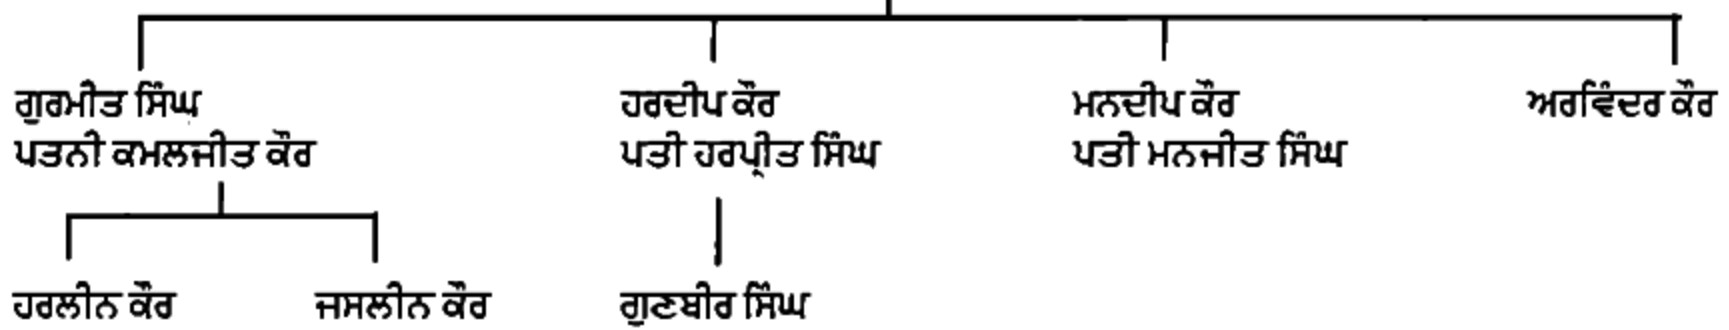 ਗੁਰਮੀਤ ਸਿੰਘ ਹਰਦੀਪ ਕੌਰ ਮਨਦੀਪ ਕੌਰ ਅਰਵਿੰਦਰ ਕੌਰ
ਪਤਨੀ ਕਮਲਜੀਤ ਕੌਰ ਪਤੀ ਹਰਪ੍ਰੀਤ ਸਿੰਘ ਪਤੀ ਮਨਜੀਤ ਸਿੰਘ
ਹਰਲੀਨ ਕੌਰ ਜਸਲੀਨ ਕੌਰ ਗੁਣਬੀਰ ਸਿੰਘ